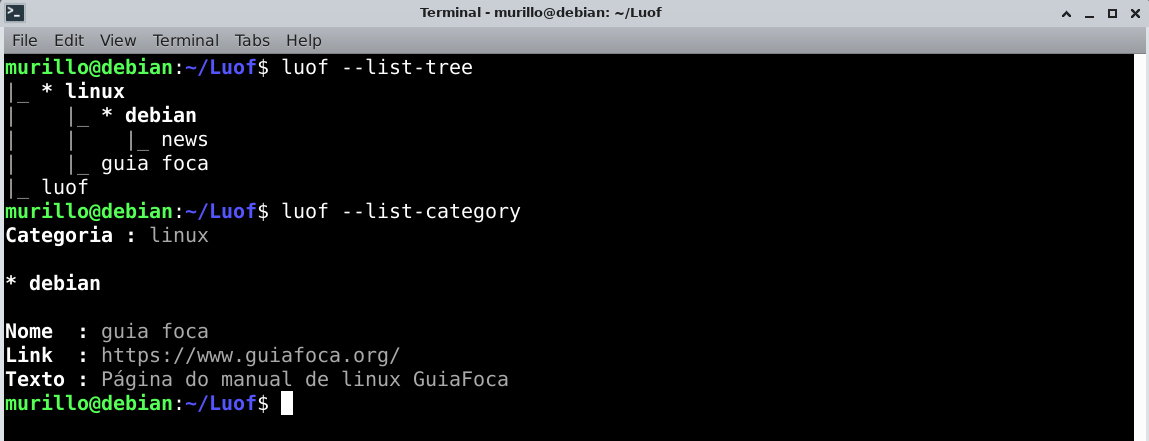 Terminal - murillo@debian: ~/Luof
File Edit View Terminal Tabs Help
murillo@debian:~/Luof$ luof --list-tree
|_ * linux
|    |_ * debian
|    |    |_ news
|    |_ guia foca
|_ luof
murillo@debian:~/Luof$ luof --list-category
Categoria : linux
* debian
Nome  : guia foca
Link  : https://www.guiafoca.org/
Texto : Página do manual de linux GuiaFoca
murillo@debian:~/Luof$